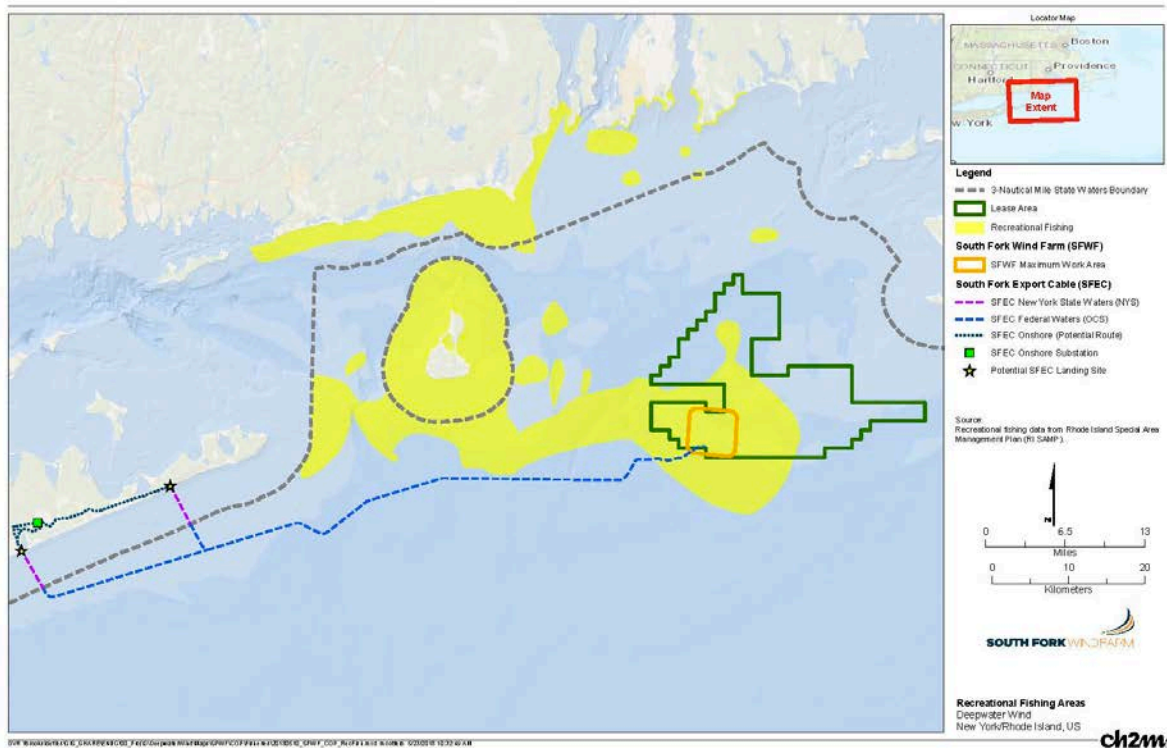 Locator Map
MASSACHUSETTS
Boston
CONNECTICUT
Providence
Hartford
Map
Extent
w York
Legend
3-Nautical Mile State Waters Boundary
Lease Area
Recreational Fishing
South Fork Wind Farm (SFWF)
SFWF Maximum Work Area
South Fork Export Cable (SFEC)
SFEC New York State Waters (NYS)
SFEC Federal Waters (OCS)
SFEC Onshore (Potential Route)
SFEC Onshore Substation
Potential SFEC Landing Site
Source:
Recreational fishing data from Rhode Island Special Area
Management Plan (RI SAMP).
N
0 6.5 13
Miles
0 10 20
Kilometers
SOUTH FORK WINDFARM
Recreational Fishing Areas
Deepwater Wind
New York/Rhode Island, US
ch2m